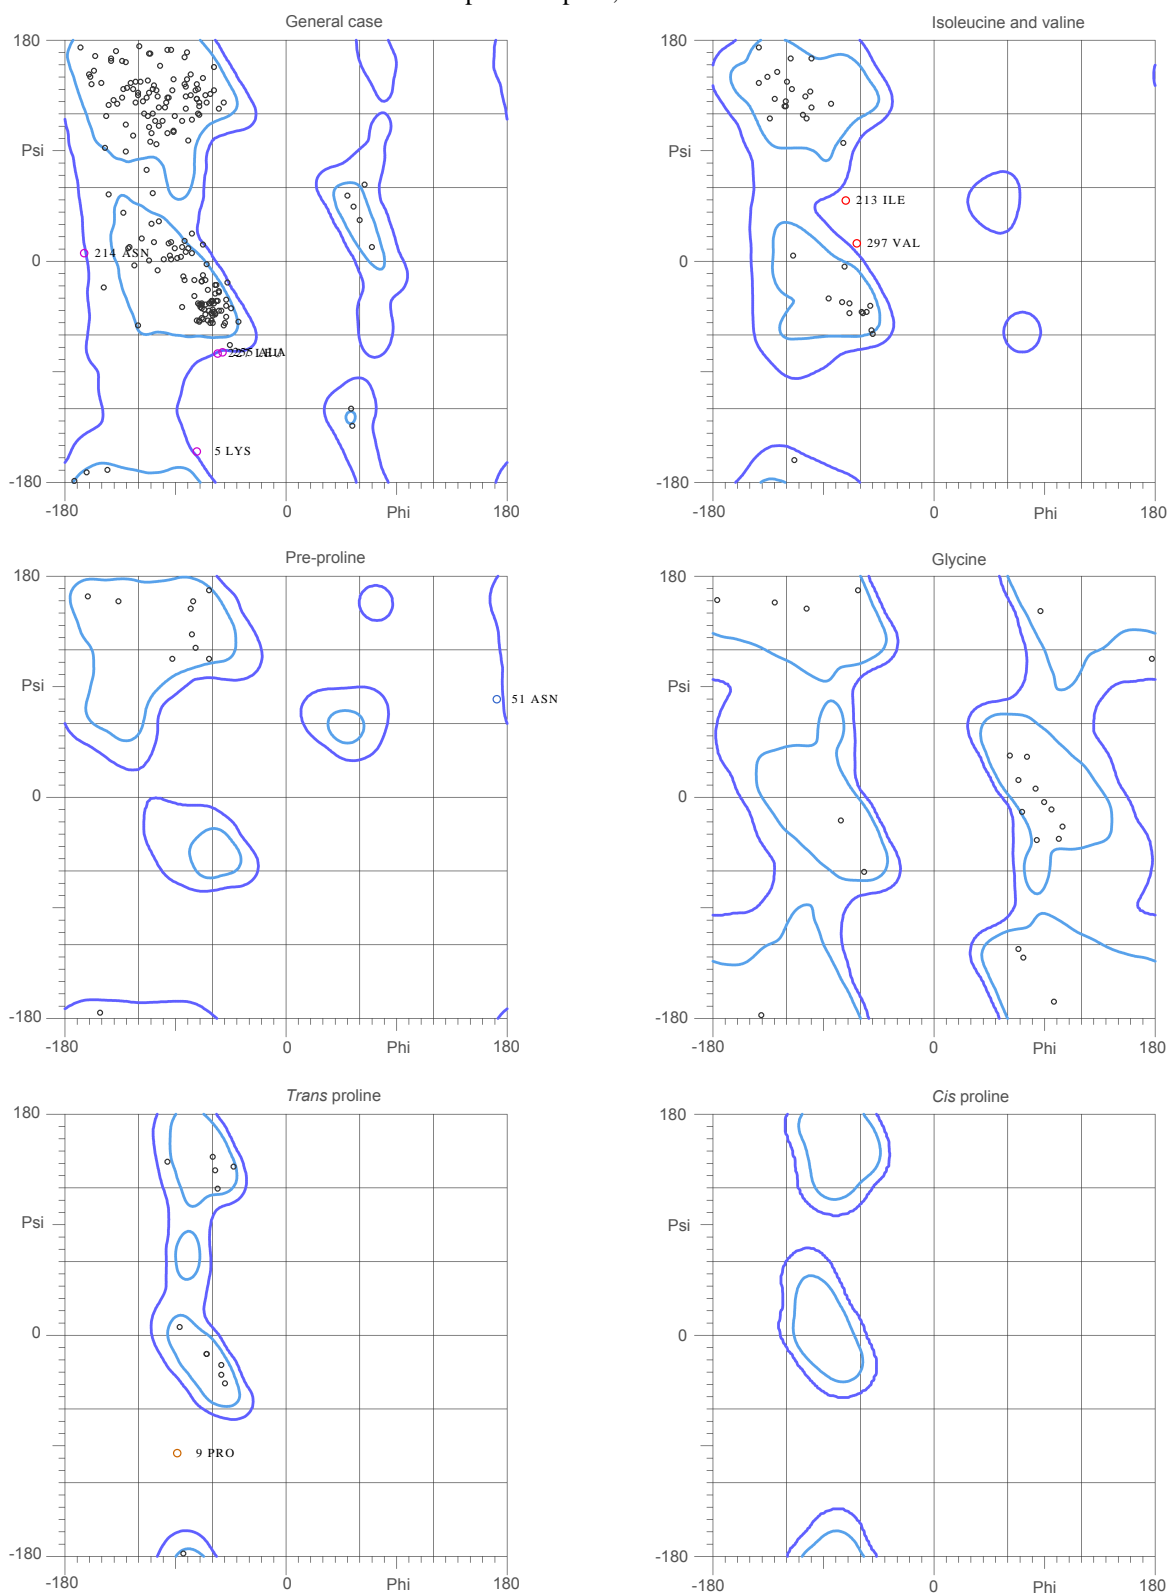 General case
Isoleucine and valine
180
Psi
0
-180
214 ASN
5 LYS
-180
0
Phi
180
180
Psi
0
-180
213 ILE
297 VAL
-180
0
Phi
180
Pre-proline
Glycine
180
Psi
0
-180
51 ASN
-180
0
Phi
180
180
Psi
0
-180
-180
0
Phi
180
Trans proline
Cis proline
180
Psi
0
-180
9 PRO
-180
0
Phi
180
180
Psi
0
-180
-180
0
Phi
180